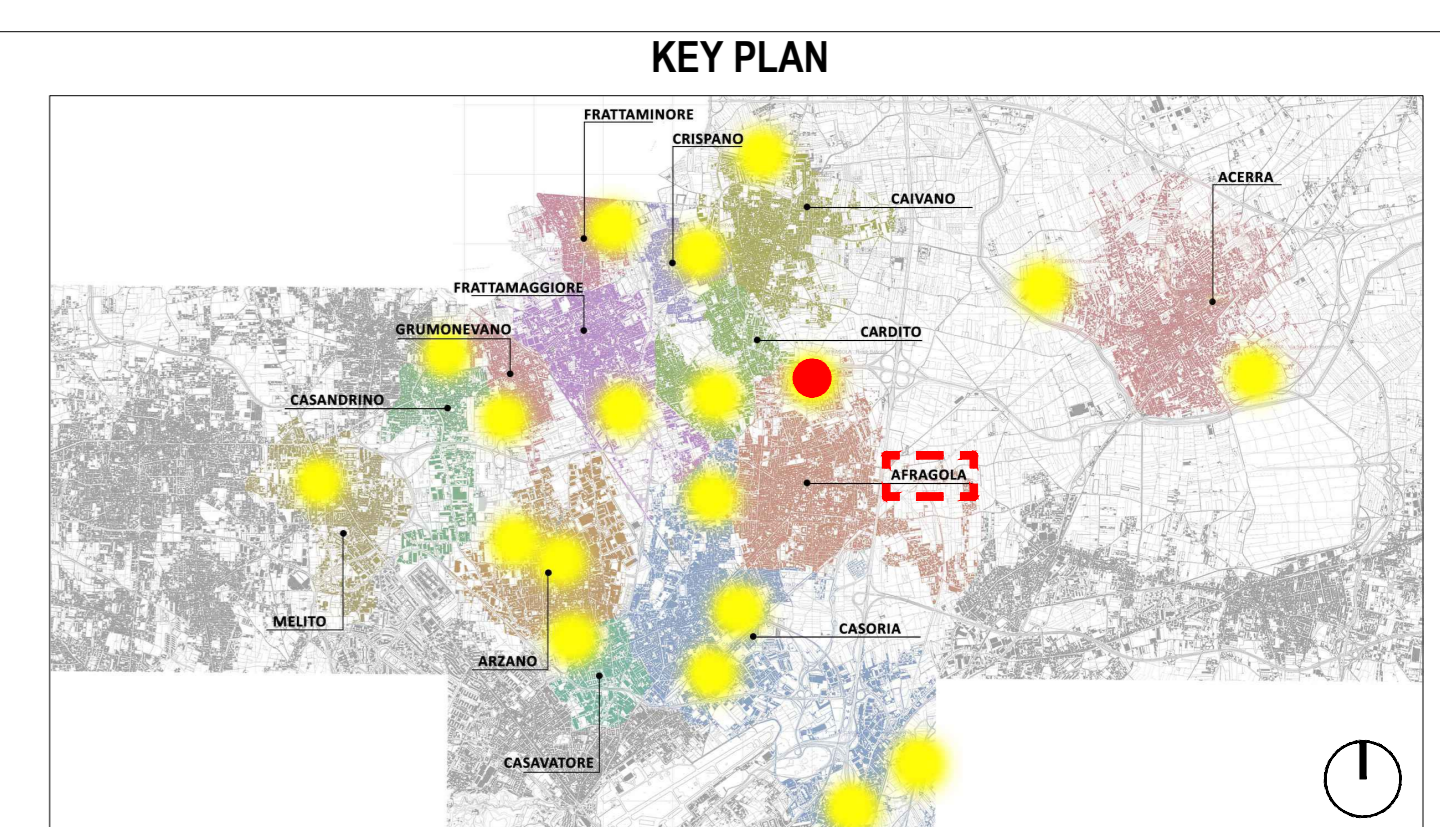 KEY PLAN
FRATTAMINORE
CRISPANO
ACERRA
CAIVANO
FRATTAMAGGIORE
GRUMONEVANO
CARDITO
CASANDRINO
AFRAGOLA
MELITO
CASORIA
ARZANO
CASAVATORE